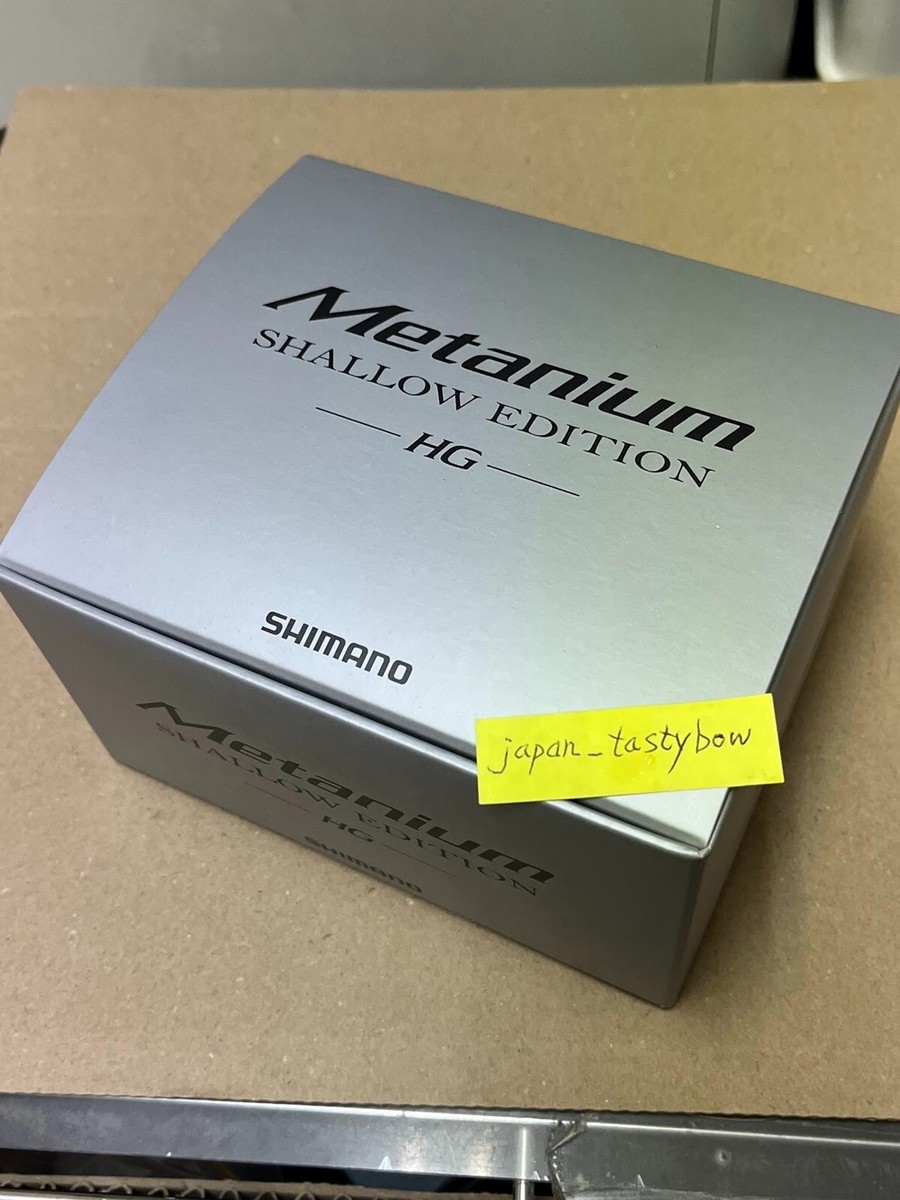 Metanium
SHALLOW EDITION
HG
SHIMANO
japan_tastybow
Metanium
SHALLOW EDITION
HG
SHIMANO